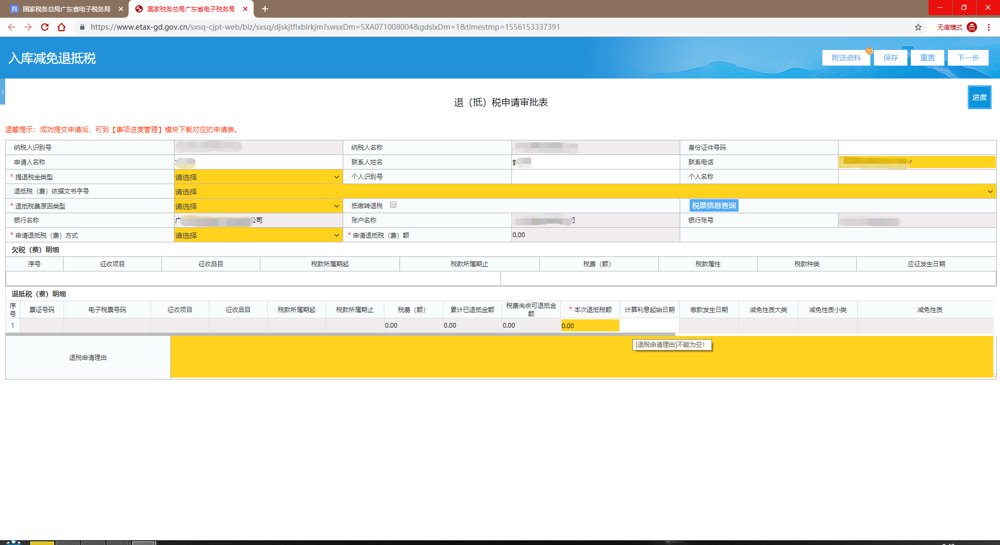 国家税务总局广东省电子税务局
国家税务总局广东省电子税务局
https://www.etax-gd.gov.cn/sxsq-cjpt-web/biz/sxsq/djskjtflxblrkjm?swsxDm=SXA071008004&gdslxDm=1&timestmp=1556153337391
无痕模式
入库减免退抵税
附送资料 20 保存 重置 下一步
进度
退（抵）税申请审批表
温馨提示：成功提交申请后，可到【事项进度管理】模块下载对应的申请表。
纳税人识别号 纳税人名称 身份证件号码
申请人名称 联系人姓名 联系电话
* 提退税金类型 请选择 个人识别号 个人名称
退抵税（费）依据文书字号 请选择
* 退抵税费原因类型 请选择 抵缴转退税 税票信息查询
银行名称 广 公司 账户名称 银行账号
* 申请退抵税（费）方式 请选择 * 申请退抵税（费）额 0.00
欠税（费）明细
序号 征收项目 征收品目 税款所属期起 税款所属期止 税费（额） 税款属性 税款种类 应征发生日期
退抵税（费）明细
序号 票证号码 电子税票号码 征收项目 征收品目 税款所属期起 税款所属期止 税费（额） 累计已退抵金额 税费尚余可退抵金额 * 本次退抵税额 计算利息起始日期 缴款发生日期 减免性质大类 减免性质小类 减免性质
1 0.00 0.00 0.00 0.00
[退税申请理由]不能为空！
退税申请理由